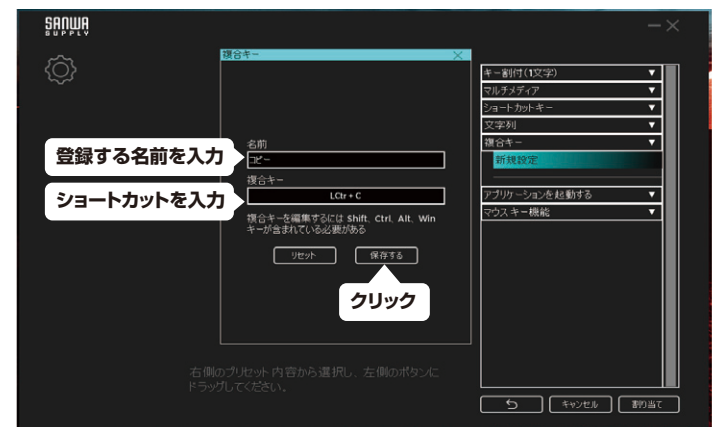 SANWA
SUPPLY
複合キー
名前
コピー
複合キー
LCtr + C
複合キーを編集するには Shift、Ctrl、Alt、Win
キーが含まれている必要がある
リセット
保存する
登録する名前を入力
ショートカットを入力
クリック
右側のプリセット内容から選択し、左側のボタンに
ドラッグしてください。
キー割付(1文字)
マルチメディア
ショートカットキー
文字列
複合キー
新規設定
アプリケーションを起動する
マウスキー機能
キャンセル
割り当て